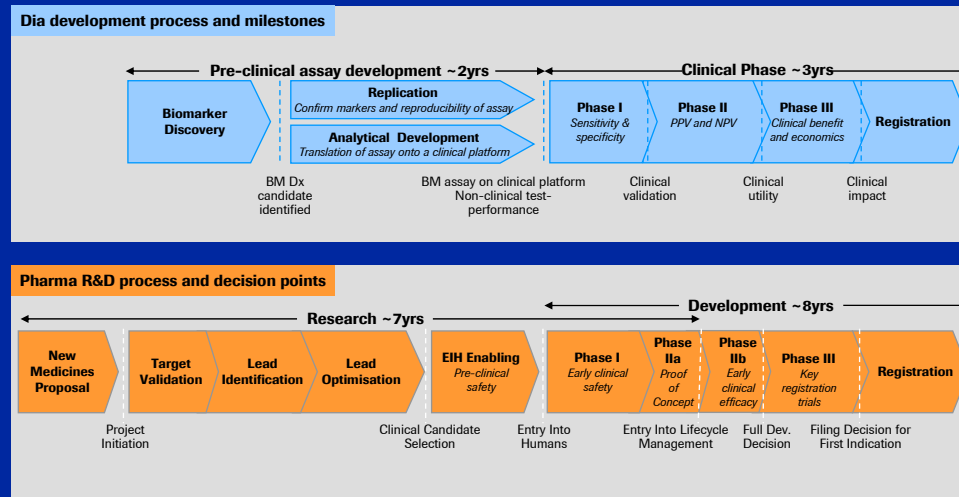 Dia development process and milestones
Pre-clinical assay development ~2yrs
Clinical Phase ~3yrs
Biomarker
Discovery
Replication
Confirm markers and reproducibility of assay
Analytical Development
Translation of assay onto a clinical platform
Phase I
Sensitivity &
specificity
Phase II
PPV and NPV
Phase III
Clinical benefit
and economics
Registration
BM Dx
candidate
identified
BM assay on clinical platform
Non-clinical test-
performance
Clinical
validation
Clinical
utility
Clinical
impact
Pharma R&D process and decision points
Research ~7yrs
Development ~8yrs
New
Medicines
Proposal
Target
Validation
Lead
Identification
Lead
Optimisation
EIH Enabling
Pre-clinical
safety
Phase I
Early clinical
safety
Phase
IIa
Proof
of
Concept
Phase
IIb
Early
clinical
efficacy
Phase III
Key
registration
trials
Registration
Project
Initiation
Clinical Candidate
Selection
Entry Into
Humans
Entry Into Lifecycle
Management
Full Dev.
Decision
Filing Decision for
First Indication